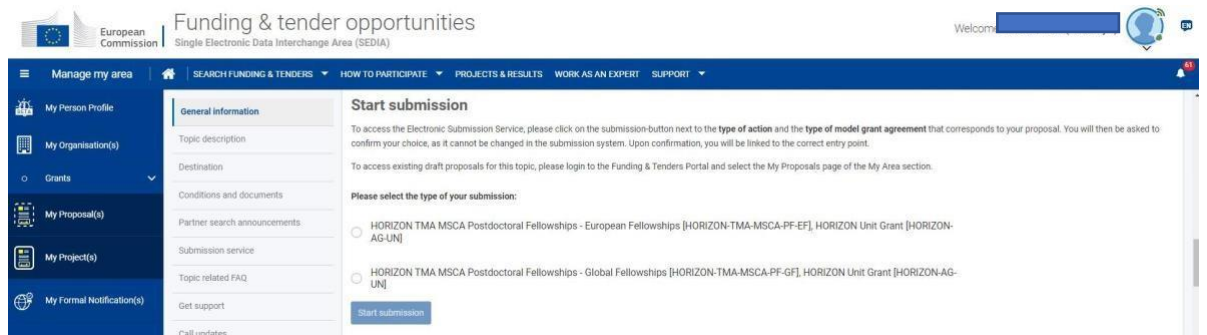 European
Commission
Funding & tender opportunities
Single Electronic Data Interchange Area (SEDIA)
Welcome
EN
Manage my area
SEARCH FUNDING & TENDERS
HOW TO PARTICIPATE
PROJECTS & RESULTS
WORK AS AN EXPERT
SUPPORT
61
My Person Profile
My Organisation(s)
Grants
My Proposal(s)
My Project(s)
My Formal Notification(s)
General information
Topic description
Destination
Conditions and documents
Partner search announcements
Submission service
Topic related FAQ
Get support
Call updates
Start submission
To access the Electronic Submission Service, please click on the submission-button next to the type of action and the type of model grant agreement that corresponds to your proposal. You will then be asked to
confirm your choice, as it cannot be changed in the submission system. Upon confirmation, you will be linked to the correct entry point.
To access existing draft proposals for this topic, please login to the Funding & Tenders Portal and select the My Proposals page of the My Area section.
Please select the type of your submission:
HORIZON TMA MSCA Postdoctoral Fellowships - European Fellowships [HORIZON-TMA-MSCA-PF-EF], HORIZON Unit Grant [HORIZON-
AG-UN]
HORIZON TMA MSCA Postdoctoral Fellowships - Global Fellowships [HORIZON-TMA-MSCA-PF-GF], HORIZON Unit Grant [HORIZON-AG-
UN]
Start submission